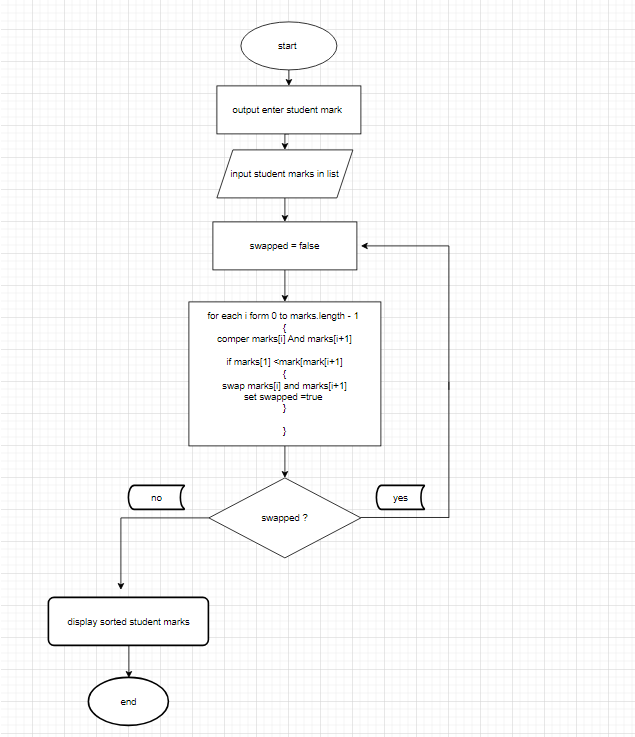 start
output enter student mark
input student marks in list
swapped = false
for each i form 0 to marks.length - 1
{
comper marks[i] And marks[i+1]
if marks[1] <mark[mark[i+1]
{
swap marks[i] and marks[i+1]
set swapped =true
}
}
no
yes
swapped ?
display sorted student marks
end